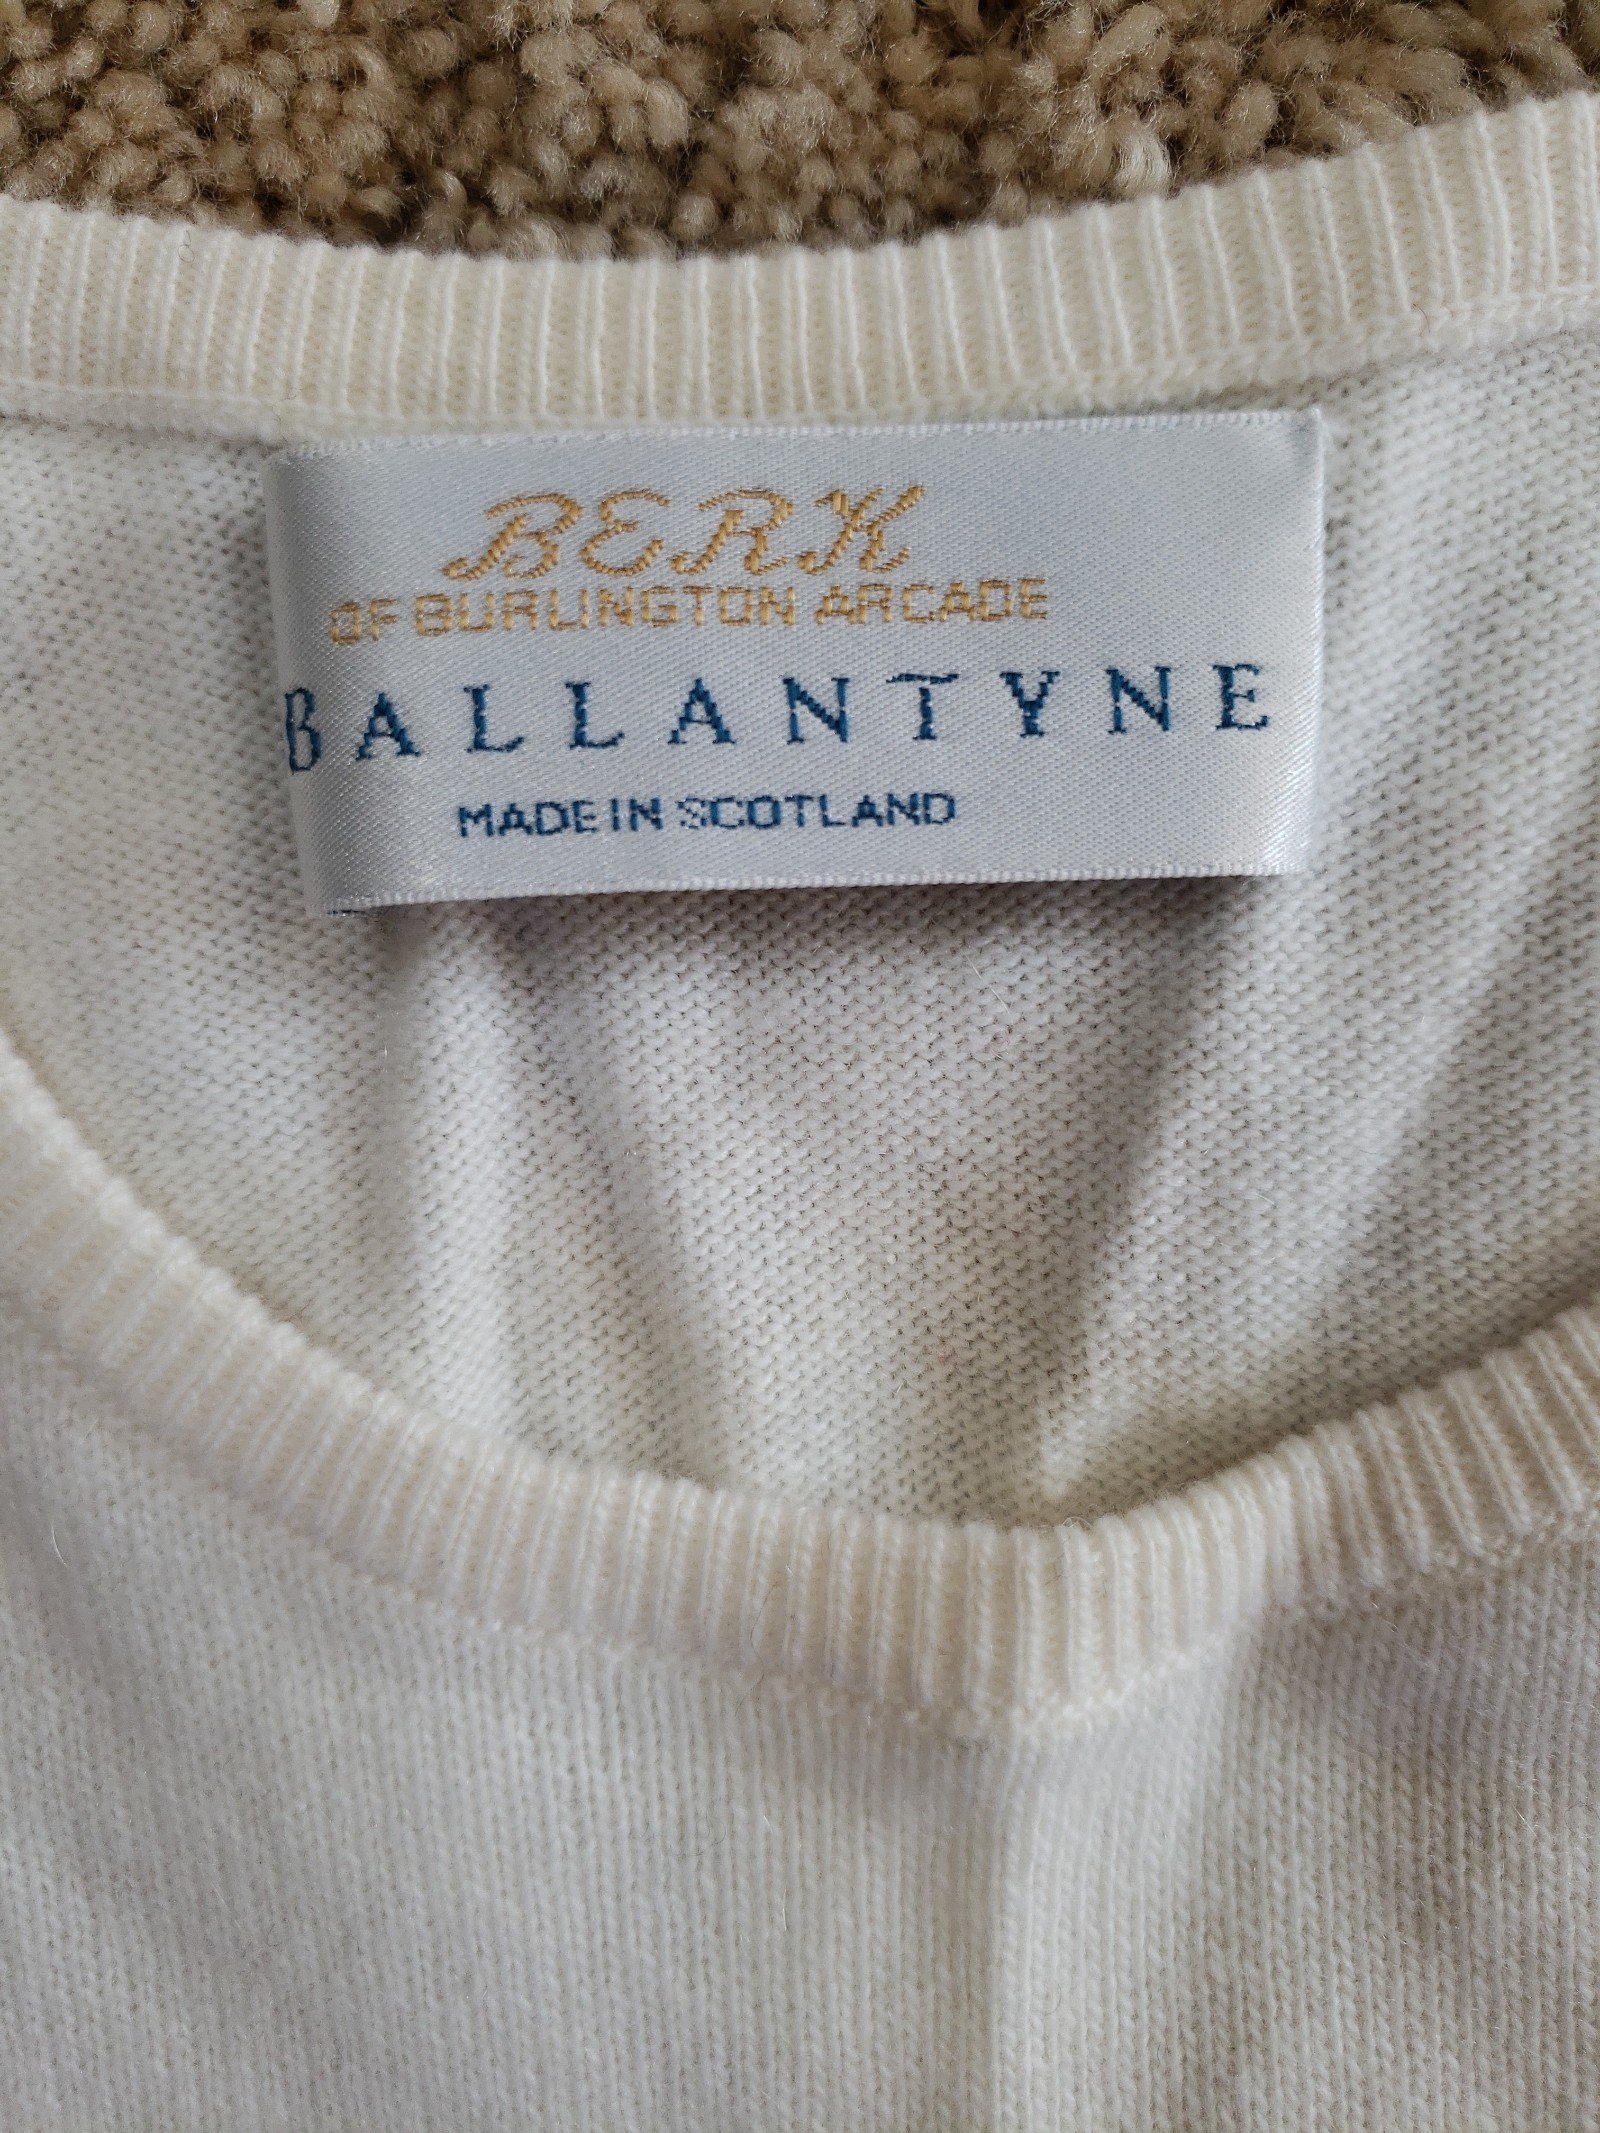 BERK
OF BURLINGTON ARCADE
BALLANTYNE
MADE IN SCOTLAND